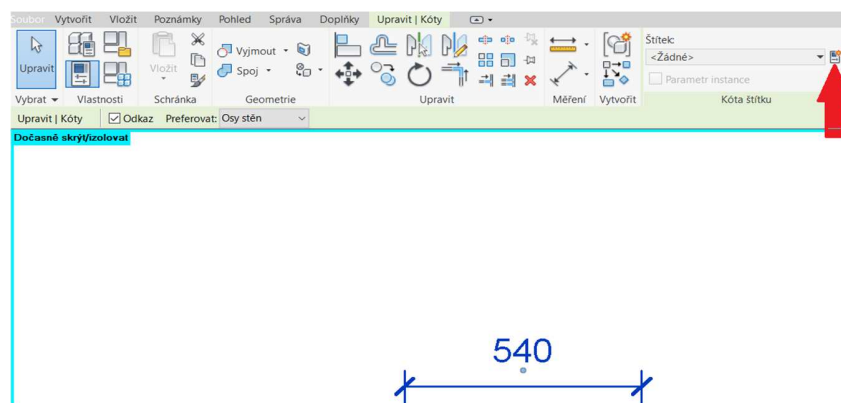 Soubor Vytvořit Vložit Poznámky Pohled Správa Doplňky Upravit | Kóty
Upravit
Vložit
Vyjmout
Spoj
Štítek:
<Žádné>
Parametr instance
Vybrat Vlastnosti Schránka Geometrie Upravit Měření Vytvořit Kóta štítku
Upravit | Kóty Odkaz Preferovat: Osy stěn
Dočasně skrýt/izolovat
540